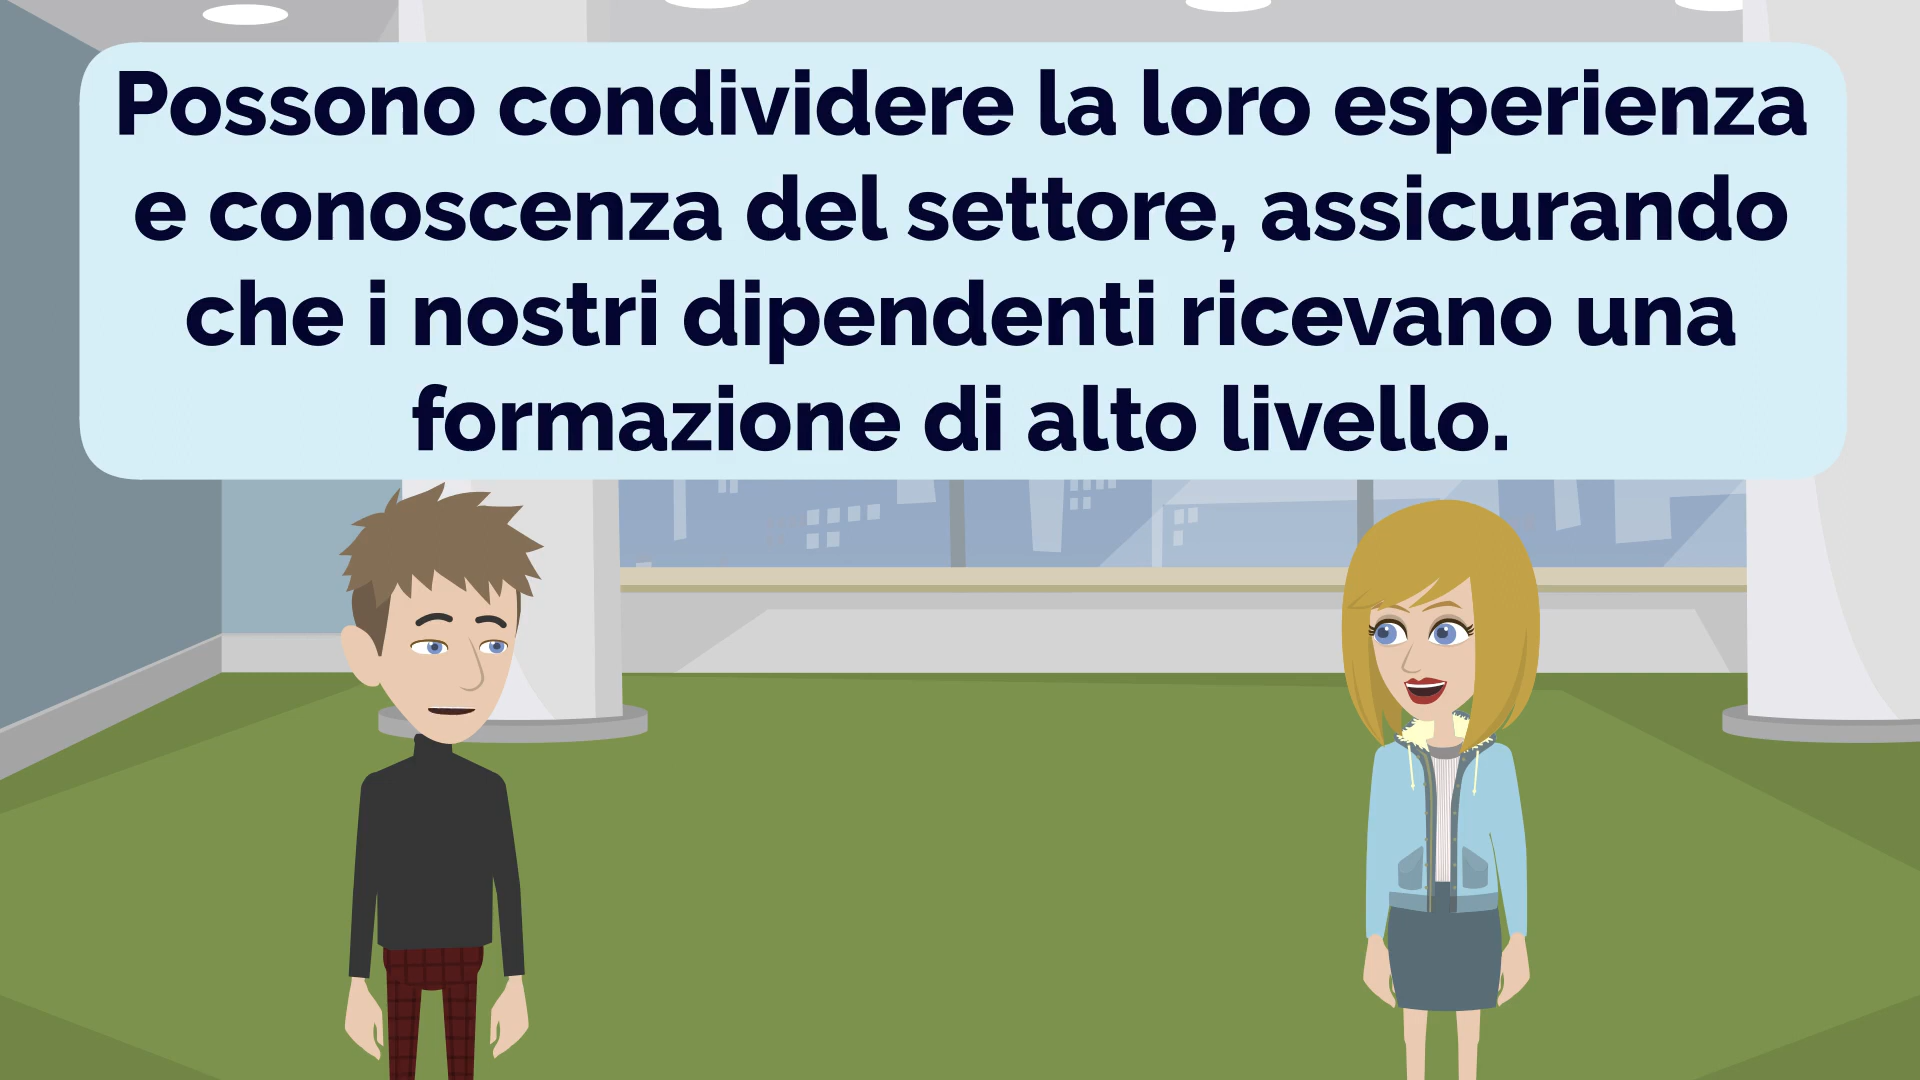 Possono condividere la loro esperienza
e conoscenza del settore, assicurando
che i nostri dipendenti ricevano una
formazione di alto livello.